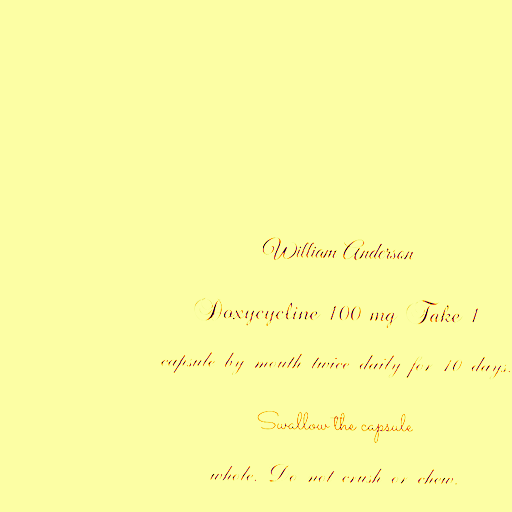 William Anderson
Doxycycline 100 mg Take 1
capsule by mouth twice daily for 10 days.
Swallow the capsule
whole. Do not crush or chew.